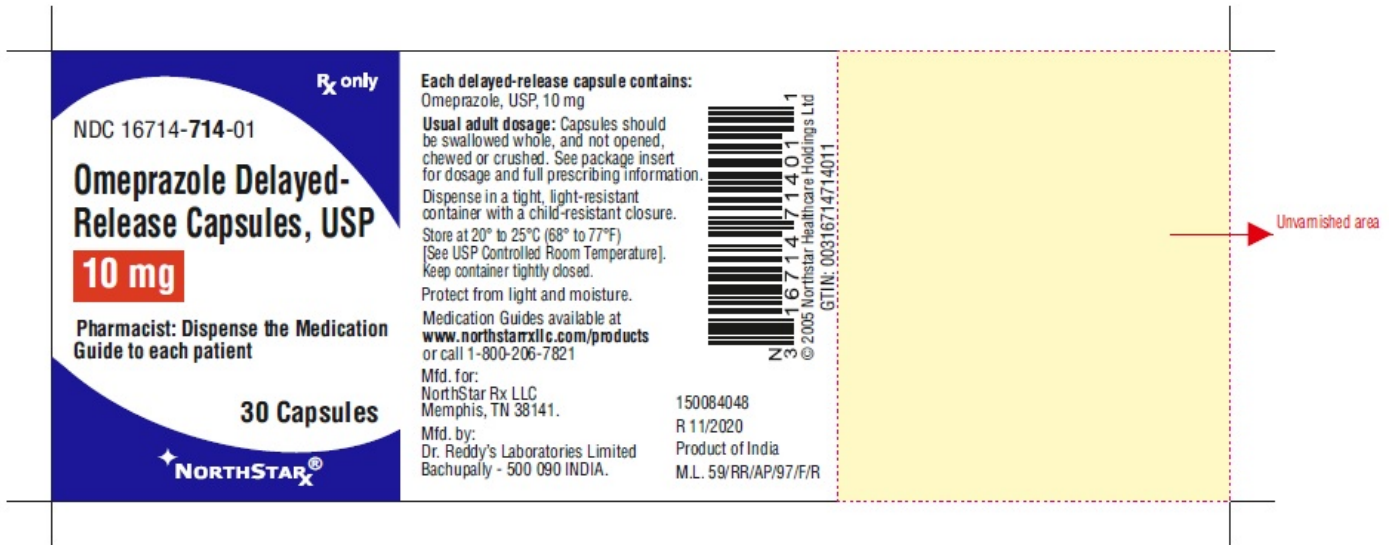 Rx only
NDC 16714-714-01
Omeprazole Delayed-
Release Capsules, USP
10 mg
Pharmacist: Dispense the Medication
Guide to each patient
30 Capsules
NORTHSTARx®
Each delayed-release capsule contains:
Omeprazole, USP, 10 mg
Usual adult dosage: Capsules should
be swallowed whole, and not opened,
chewed or crushed. See package insert
for dosage and full prescribing information.
Dispense in a tight, light-resistant
container with a child-resistant closure.
Store at 20° to 25°C (68° to 77°F)
[See USP Controlled Room Temperature].
Keep container tightly closed.
Protect from light and moisture.
Medication Guides available at
www.northstarrxllc.com/products
or call 1-800-206-7821
Mfd. for:
NorthStar Rx LLC
Memphis, TN 38141.
Mfd. by:
Dr. Reddy's Laboratories Limited
Bachupally - 500 090 INDIA.
150084048
R 11/2020
Product of India
M.L. 59/RR/AP/97/F/R
N
3 16714 71401 1
© 2005 Northstar Healthcare Holdings Ltd
GTIN: 00316714714011
Unvarnished area